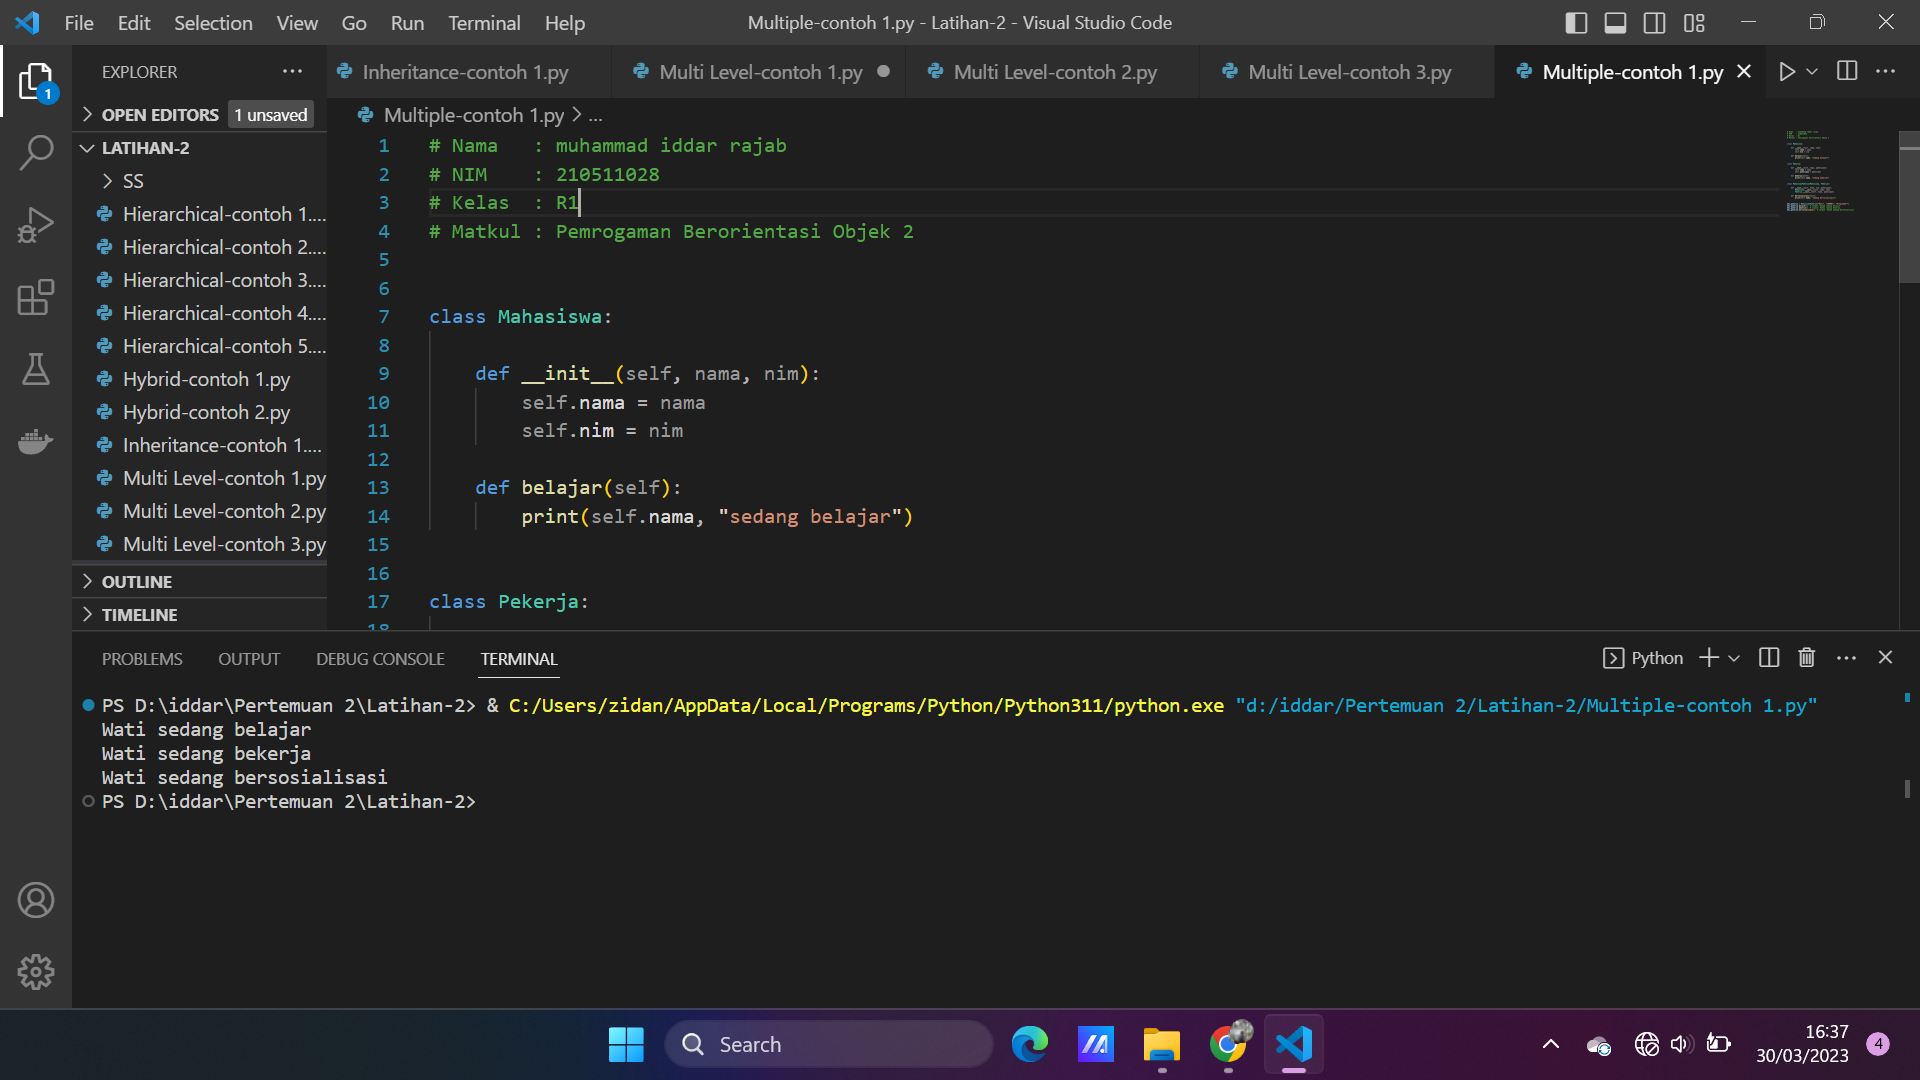 File Edit Selection View Go Run Terminal Help
Multiple-contoh 1.py - Latihan-2 - Visual Studio Code
EXPLORER
Inheritance-contoh 1.py
Multi Level-contoh 1.py
Multi Level-contoh 2.py
Multi Level-contoh 3.py
Multiple-contoh 1.py
1
OPEN EDITORS 1 unsaved
LATIHAN-2
SS
Hierarchical-contoh 1....
Hierarchical-contoh 2....
Hierarchical-contoh 3....
Hierarchical-contoh 4....
Hierarchical-contoh 5....
Hybrid-contoh 1.py
Hybrid-contoh 2.py
Inheritance-contoh 1....
Multi Level-contoh 1.py
Multi Level-contoh 2.py
Multi Level-contoh 3.py
OUTLINE
TIMELINE
Multiple-contoh 1.py > ...
1 # Nama   : muhammad iddar rajab
2 # NIM    : 210511028
3 # Kelas  : R1
4 # Matkul : Pemrogaman Berorientasi Objek 2
5
6
7 class Mahasiswa:
8
9     def __init__(self, nama, nim):
10         self.nama = nama
11         self.nim = nim
12
13     def belajar(self):
14         print(self.nama, "sedang belajar")
15
16
17 class Pekerja:
18
PROBLEMS OUTPUT DEBUG CONSOLE TERMINAL
Python
PS D:\iddar\Pertemuan 2\Latihan-2> & C:/Users/zidan/AppData/Local/Programs/Python/Python311/python.exe "d:/iddar/Pertemuan 2/Latihan-2/Multiple-contoh 1.py"
Wati sedang belajar
Wati sedang bekerja
Wati sedang bersosialisasi
PS D:\iddar\Pertemuan 2\Latihan-2>
Search
16:37
30/03/2023
4